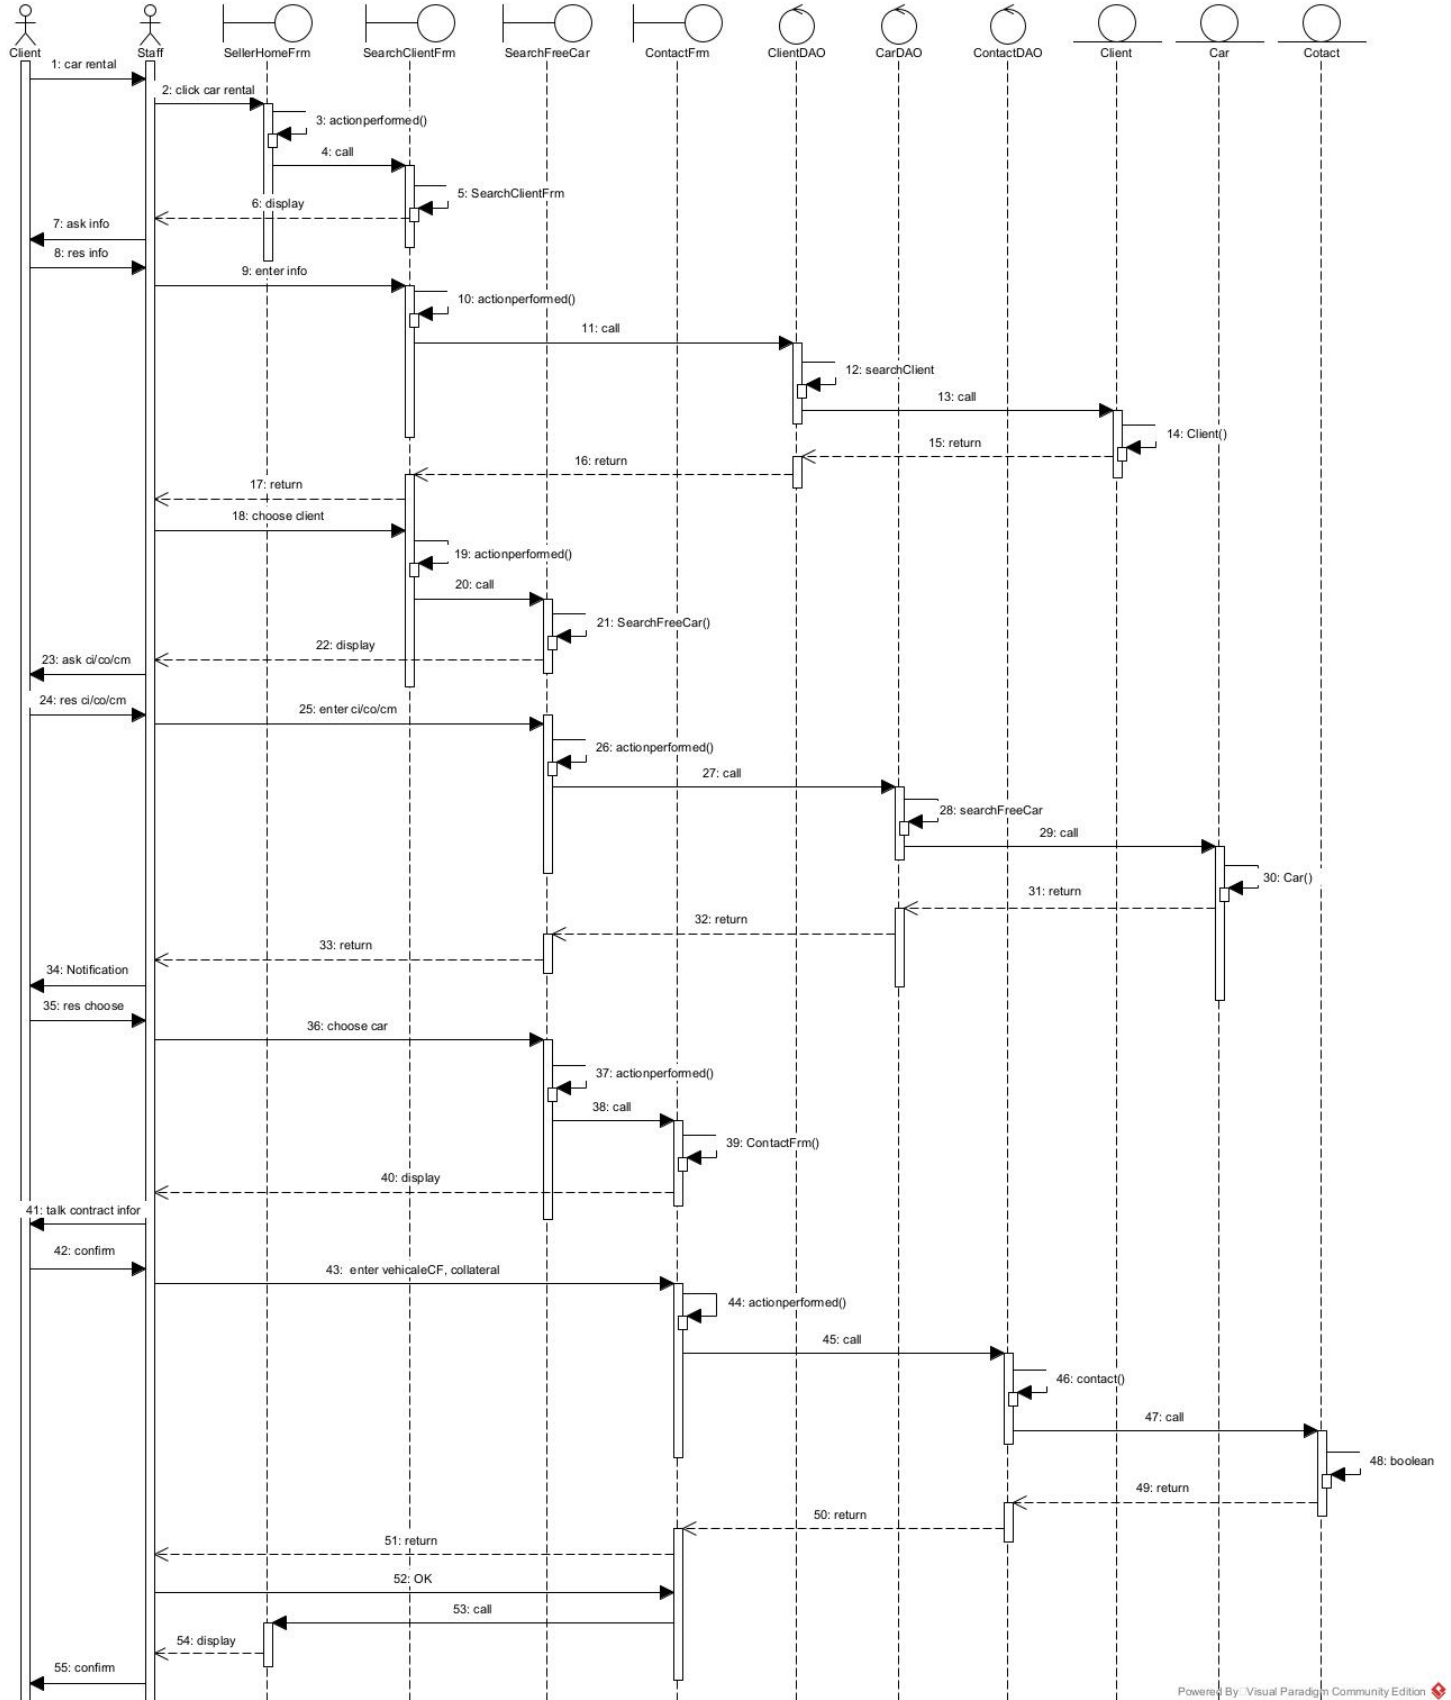 Client
Staff
SellerHomeFrm
SearchClientFrm
SearchFreeCar
ContactFrm
ClientDAO
CarDAO
ContactDAO
Client
Car
Cotact
1: car rental
2: click car rental
3: actionperformed()
4: call
5: SearchClientFrm
6: display
7: ask info
8: res info
9: enter info
10: actionperformed()
11: call
12: searchClient
13: call
14: Client()
15: return
16: return
17: return
18: choose client
19: actionperformed()
20: call
21: SearchFreeCar()
22: display
23: ask ci/co/cm
24: res ci/co/cm
25: enter ci/co/cm
26: actionperformed()
27: call
28: searchFreeCar
29: call
30: Car()
31: return
32: return
33: return
34: Notification
35: res choose
36: choose car
37: actionperformed()
38: call
39: ContactFrm()
40: display
41: talk contract infor
42: confirm
43: enter vehicaleCF, collateral
44: actionperformed()
45: call
46: contact()
47: call
48: boolean
49: return
50: return
51: return
52: OK
53: call
54: display
55: confirm
Powered By Visual Paradigm Community Edition